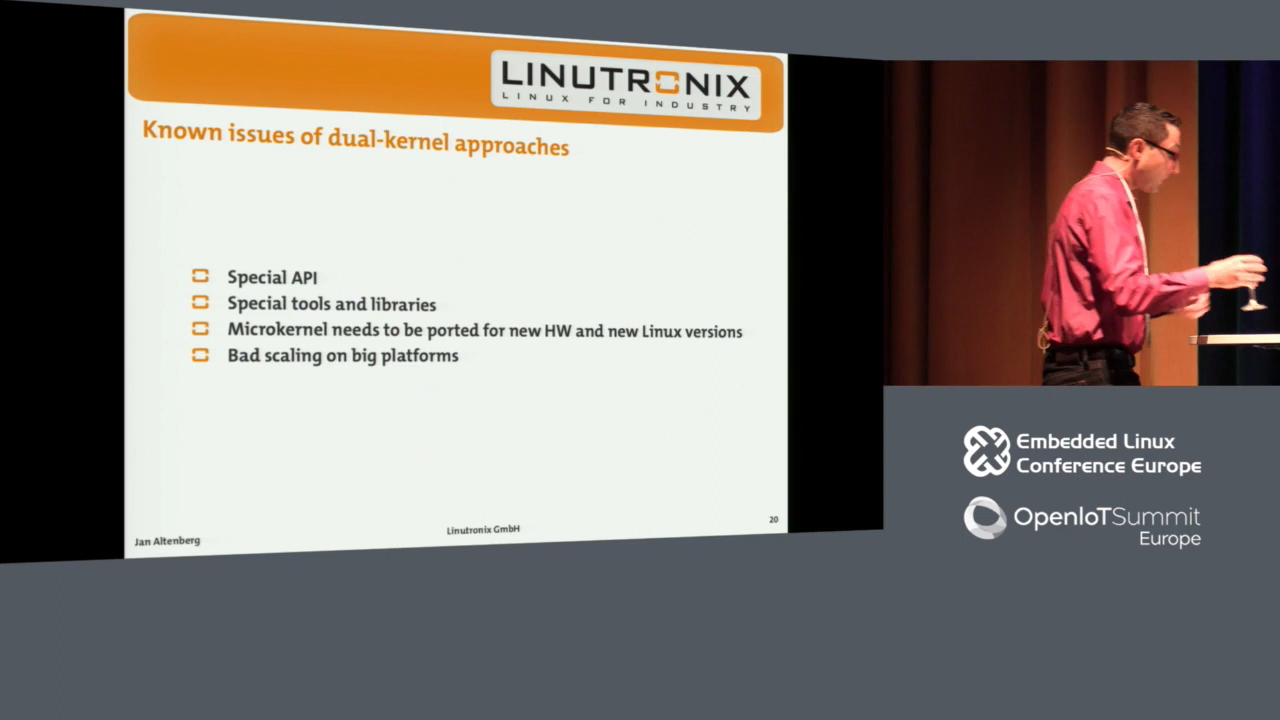 LINUTRONIX
LINUX FOR INDUSTRY
Known issues of dual-kernel approaches
Special API
Special tools and libraries
Microkernel needs to be ported for new HW and new Linux versions
Bad scaling on big platforms
Jan Altenberg
Linutronix GmbH
20
Embedded Linux
Conference Europe
OpenIoTSummit
Europe